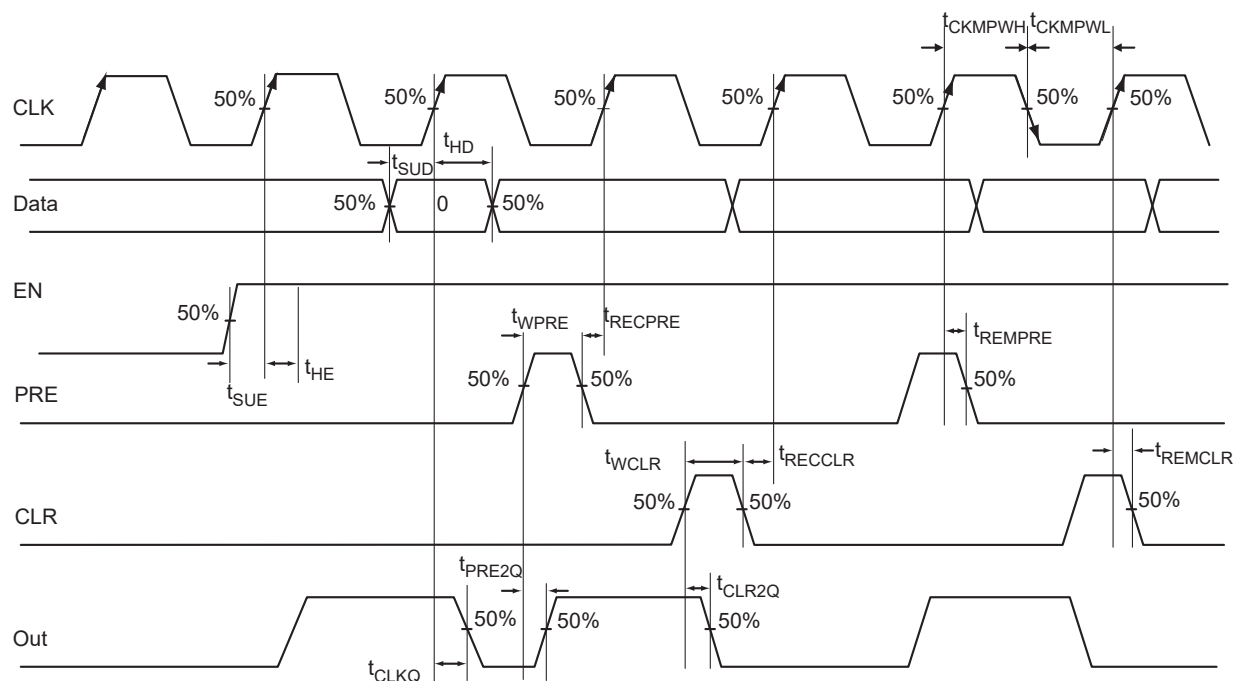 tCKMPWH tCKMPWL
CLK
50% 50% 50% 50% 50% 50% 50%
tSUD tHD
Data
50% 0 50%
EN
50%
tSUE tHE
tWPRE tRECPRE tREMPRE
PRE
50% 50% 50%
tWCLR tRECCLR tREMCLR
CLR
50% 50% 50%
tPRE2Q tCLR2Q
Out
50% 50% 50%
tCLKQ